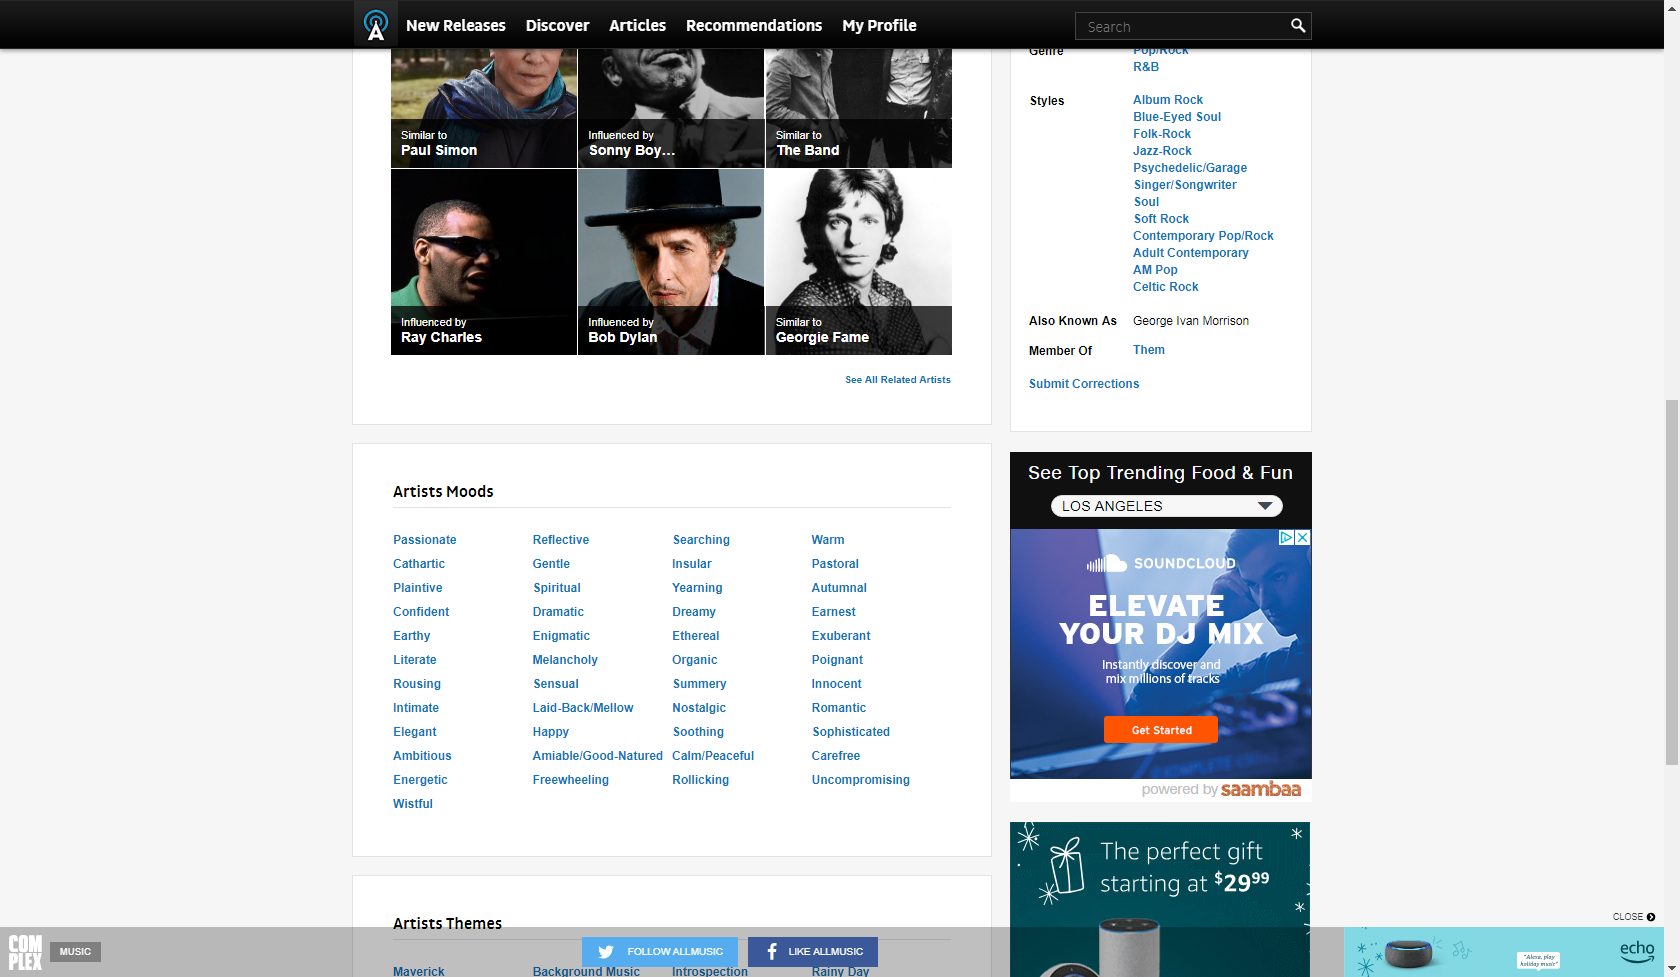 New Releases Discover Articles Recommendations My Profile
Search
Similar to
Paul Simon
Influenced by
Sonny Boy...
Similar to
The Band
Influenced by
Ray Charles
Influenced by
Bob Dylan
Similar to
Georgie Fame
See All Related Artists
Genre
Pop/Rock
R&B
Styles
Album Rock
Blue-Eyed Soul
Folk-Rock
Jazz-Rock
Psychedelic/Garage
Singer/Songwriter
Soul
Soft Rock
Contemporary Pop/Rock
Adult Contemporary
AM Pop
Celtic Rock
Also Known As George Ivan Morrison
Member Of Them
Submit Corrections
Artists Moods
Passionate Reflective Searching Warm
Cathartic Gentle Insular Pastoral
Plaintive Spiritual Yearning Autumnal
Confident Dramatic Dreamy Earnest
Earthy Enigmatic Ethereal Exuberant
Literate Melancholy Organic Poignant
Rousing Sensual Summery Innocent
Intimate Laid-Back/Mellow Nostalgic Romantic
Elegant Happy Soothing Sophisticated
Ambitious Amiable/Good-Natured Calm/Peaceful Carefree
Energetic Freewheeling Rollicking Uncompromising
Wistful
See Top Trending Food & Fun
LOS ANGELES
SOUNDCLOUD
ELEVATE
YOUR DJ MIX
Instantly discover and
mix millions of tracks
Get Started
powered by saambaa
The perfect gift
starting at $29.99
Artists Themes
Maverick Background Music Introspection Rainy Day
COMPLEX
MUSIC
FOLLOW ALLMUSIC
LIKE ALLMUSIC
CLOSE
"Alexa, play
holiday music"
echo